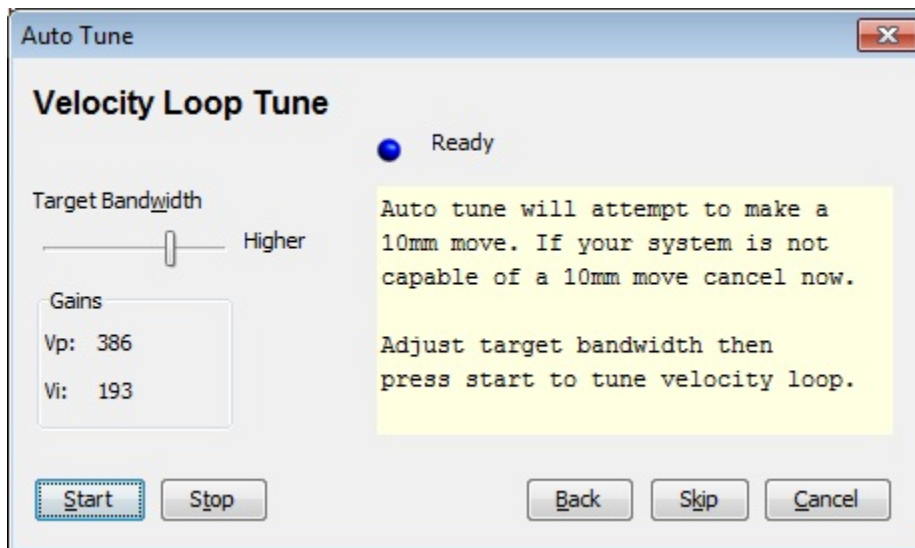 Auto Tune
Velocity Loop Tune
Ready
Target Bandwidth
Higher
Gains
Vp: 386
Vi: 193
Auto tune will attempt to make a
10mm move. If your system is not
capable of a 10mm move cancel now.
Adjust target bandwidth then
press start to tune velocity loop.
Start
Stop
Back
Skip
Cancel